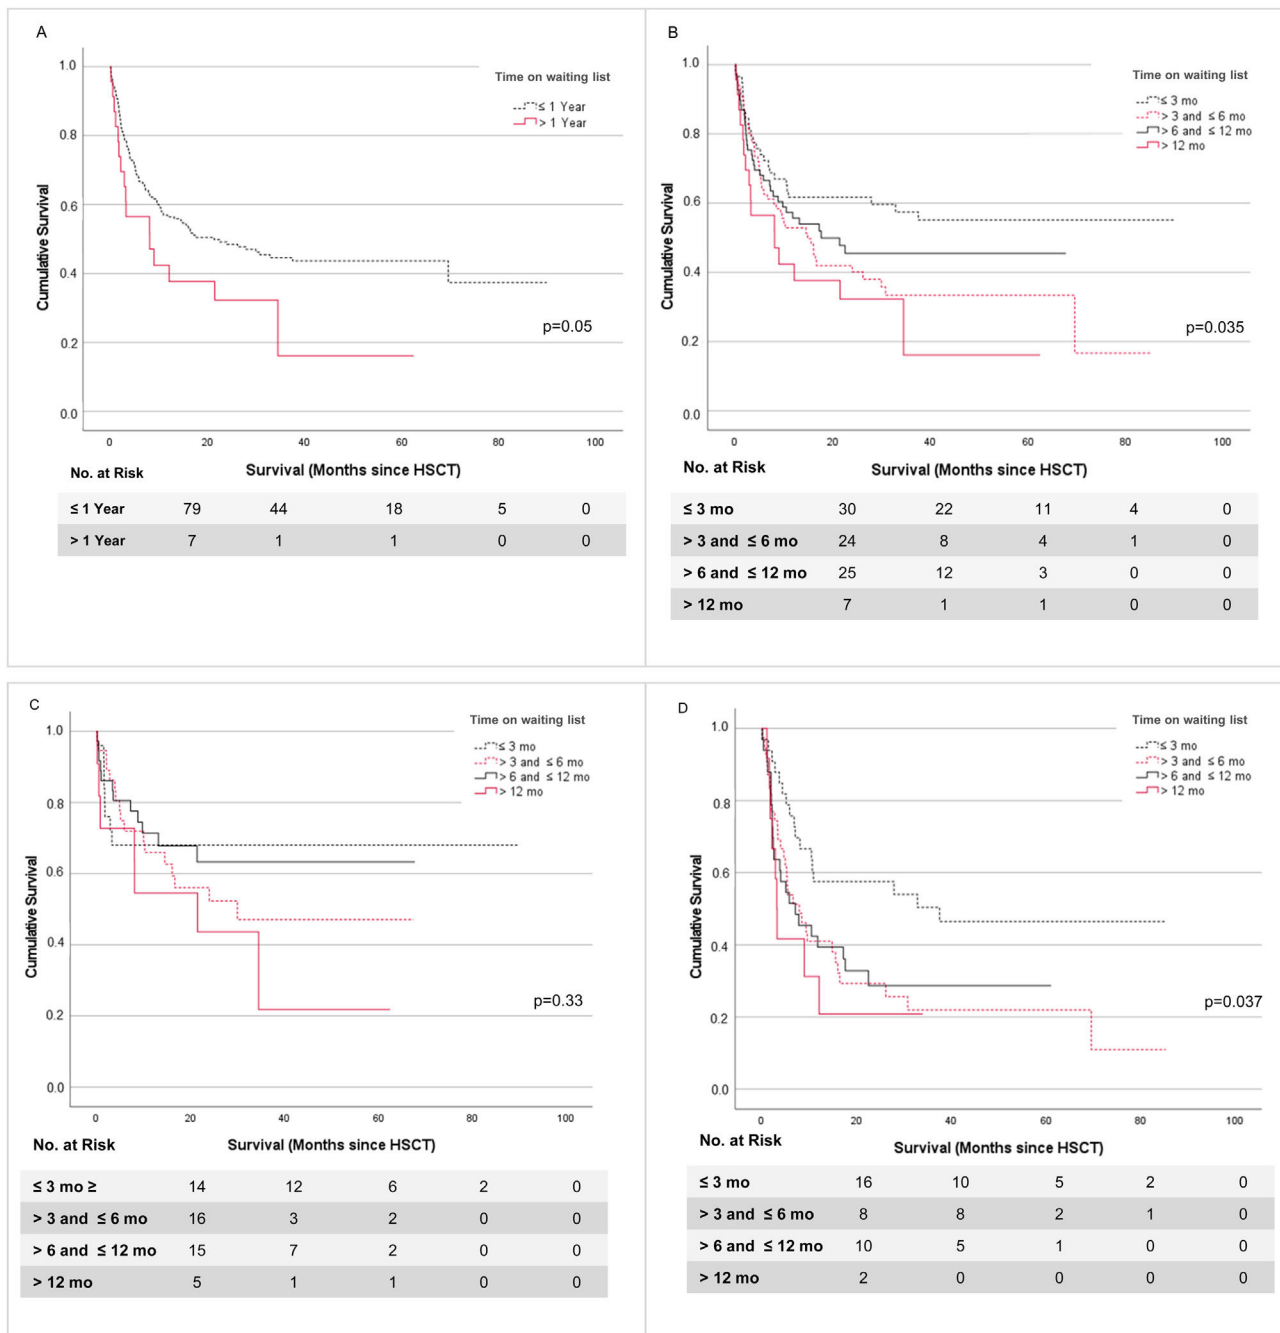 A
Time on waiting list
≤ 1 Year
> 1 Year
1.0
0.8
0.6
0.4
0.2
0.0
Cumulative Survival
p=0.05
0 20 40 60 80 100
No. at Risk Survival (Months since HSCT)
≤ 1 Year 79 44 18 5 0
> 1 Year 7 1 1 0 0
B
Time on waiting list
≤ 3 mo
> 3 and ≤ 6 mo
> 6 and ≤ 12 mo
> 12 mo
1.0
0.8
0.6
0.4
0.2
0.0
Cumulative Survival
p=0.035
0 20 40 60 80 100
No. at Risk Survival (Months since HSCT)
≤ 3 mo 30 22 11 4 0
> 3 and ≤ 6 mo 24 8 4 1 0
> 6 and ≤ 12 mo 25 12 3 0 0
> 12 mo 7 1 1 0 0
C
Time on waiting list
≤ 3 mo
> 3 and ≤ 6 mo
> 6 and ≤ 12 mo
> 12 mo
1.0
0.8
0.6
0.4
0.2
0.0
Cumulative Survival
p=0.33
0 20 40 60 80 100
No. at Risk Survival (Months since HSCT)
≤ 3 mo ≥ 14 12 6 2 0
> 3 and ≤ 6 mo 16 3 2 0 0
> 6 and ≤ 12 mo 15 7 2 0 0
> 12 mo 5 1 1 0 0
D
Time on waiting list
≤ 3 mo
> 3 and ≤ 6 mo
> 6 and ≤ 12 mo
> 12 mo
1.0
0.8
0.6
0.4
0.2
0.0
Cumulative Survival
p=0.037
0 20 40 60 80 100
No. at Risk Survival (Months since HSCT)
≤ 3 mo 16 10 5 2 0
> 3 and ≤ 6 mo 8 8 2 1 0
> 6 and ≤ 12 mo 10 5 1 0 0
> 12 mo 2 0 0 0 0